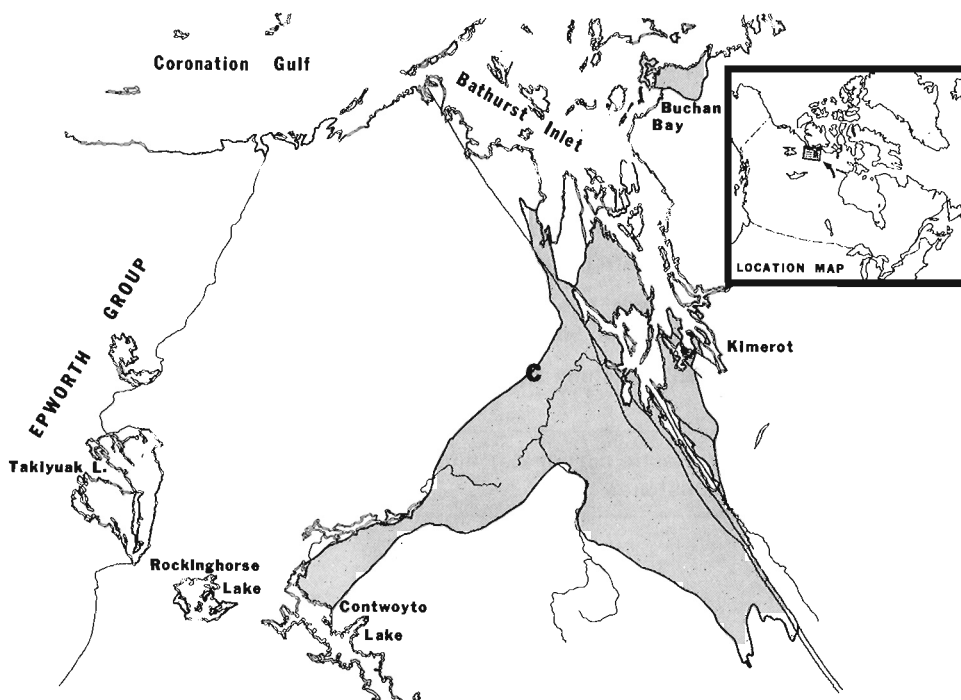 Coronation Gulf
Bathurst Inlet
Buchan
Bay
LOCATION MAP
EPWORTH GROUP
Kimerot
C
Takiyuak L.
Rockinghorse
Lake
Contwoyto
Lake